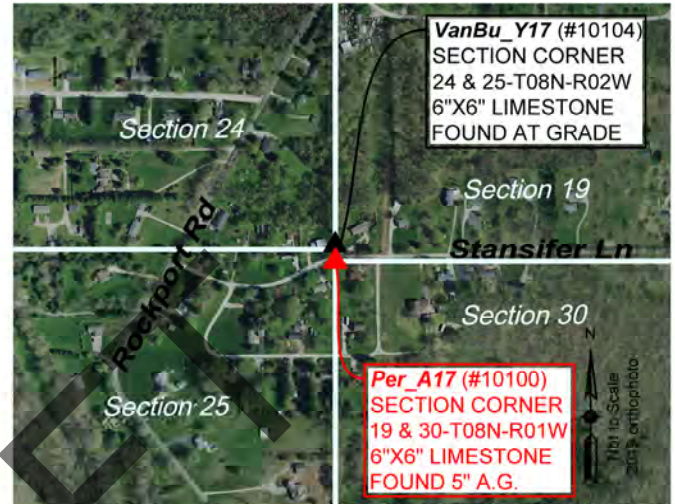 VanBu_Y17 (#10104)
SECTION CORNER
24 & 25-T08N-R02W
6"X6" LIMESTONE
FOUND AT GRADE
Section 24
Section 19
Rockport Rd
Stansifer Ln
Section 30
N
Section 25
Per_A17 (#10100)
SECTION CORNER
19 & 30-T08N-R01W
6"X6" LIMESTONE
FOUND 5" A.G.
Not to Scale
orthophoto